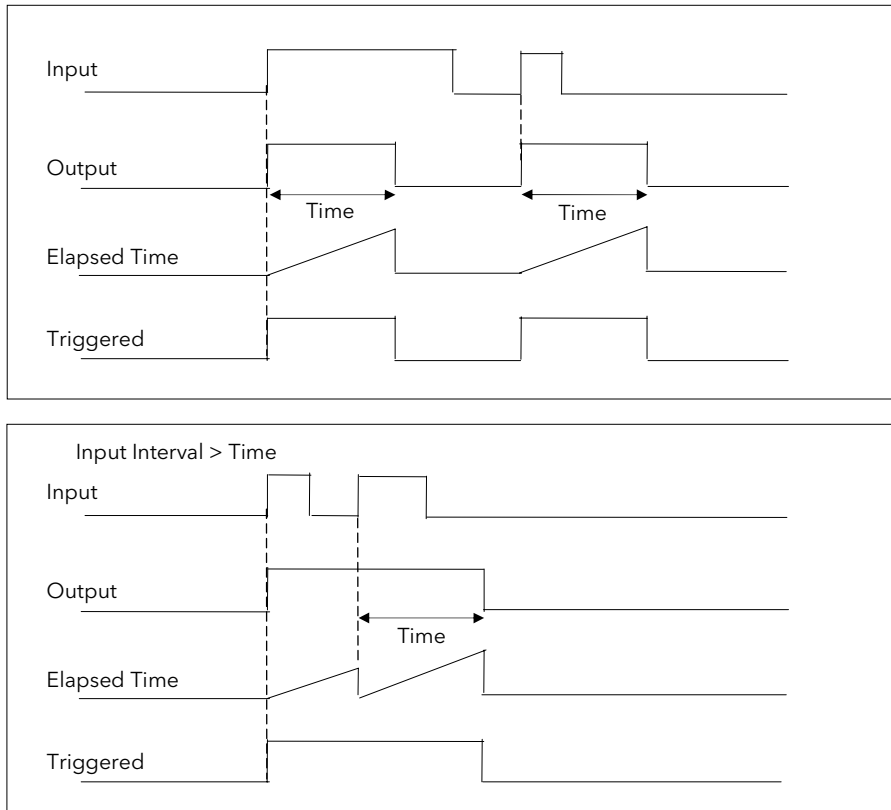 Input
Output
Time
Time
Elapsed Time
Triggered
Input Interval > Time
Input
Output
Time
Elapsed Time
Triggered